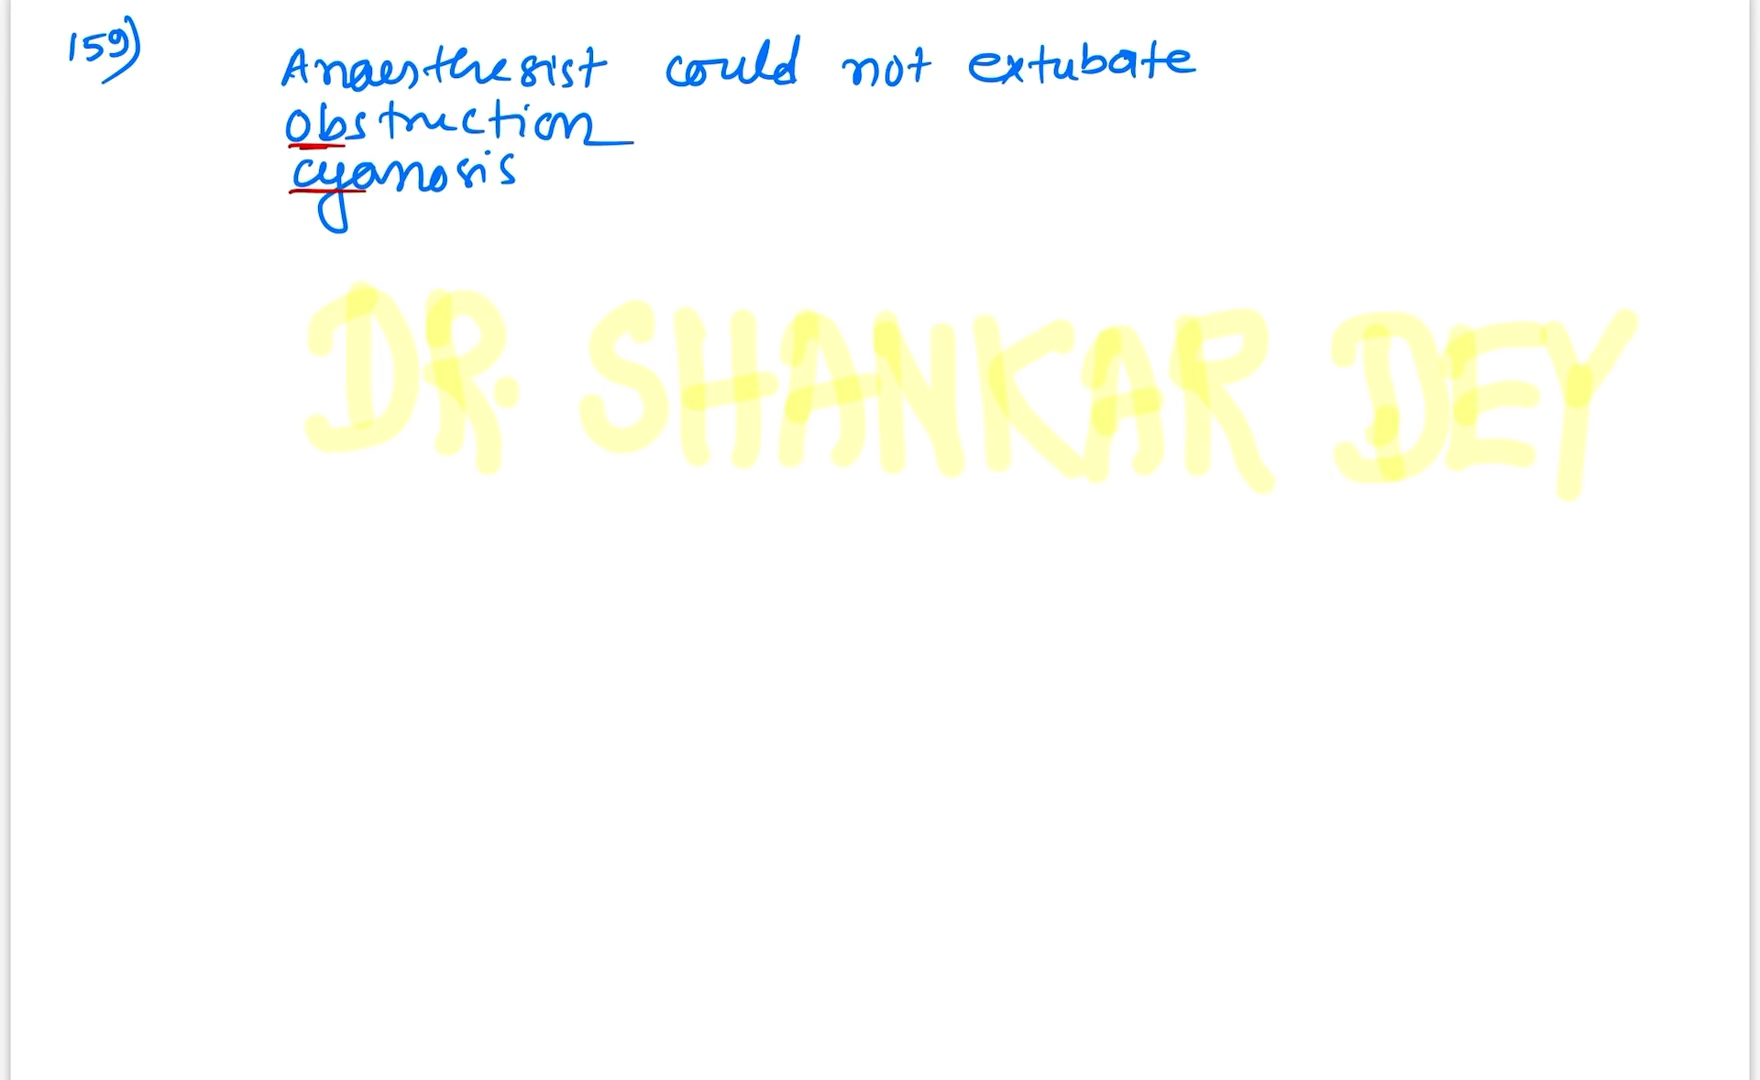 159)
Anaesthesist could not extubate
obstruction
cyanosis
DR. SHANKAR DEY